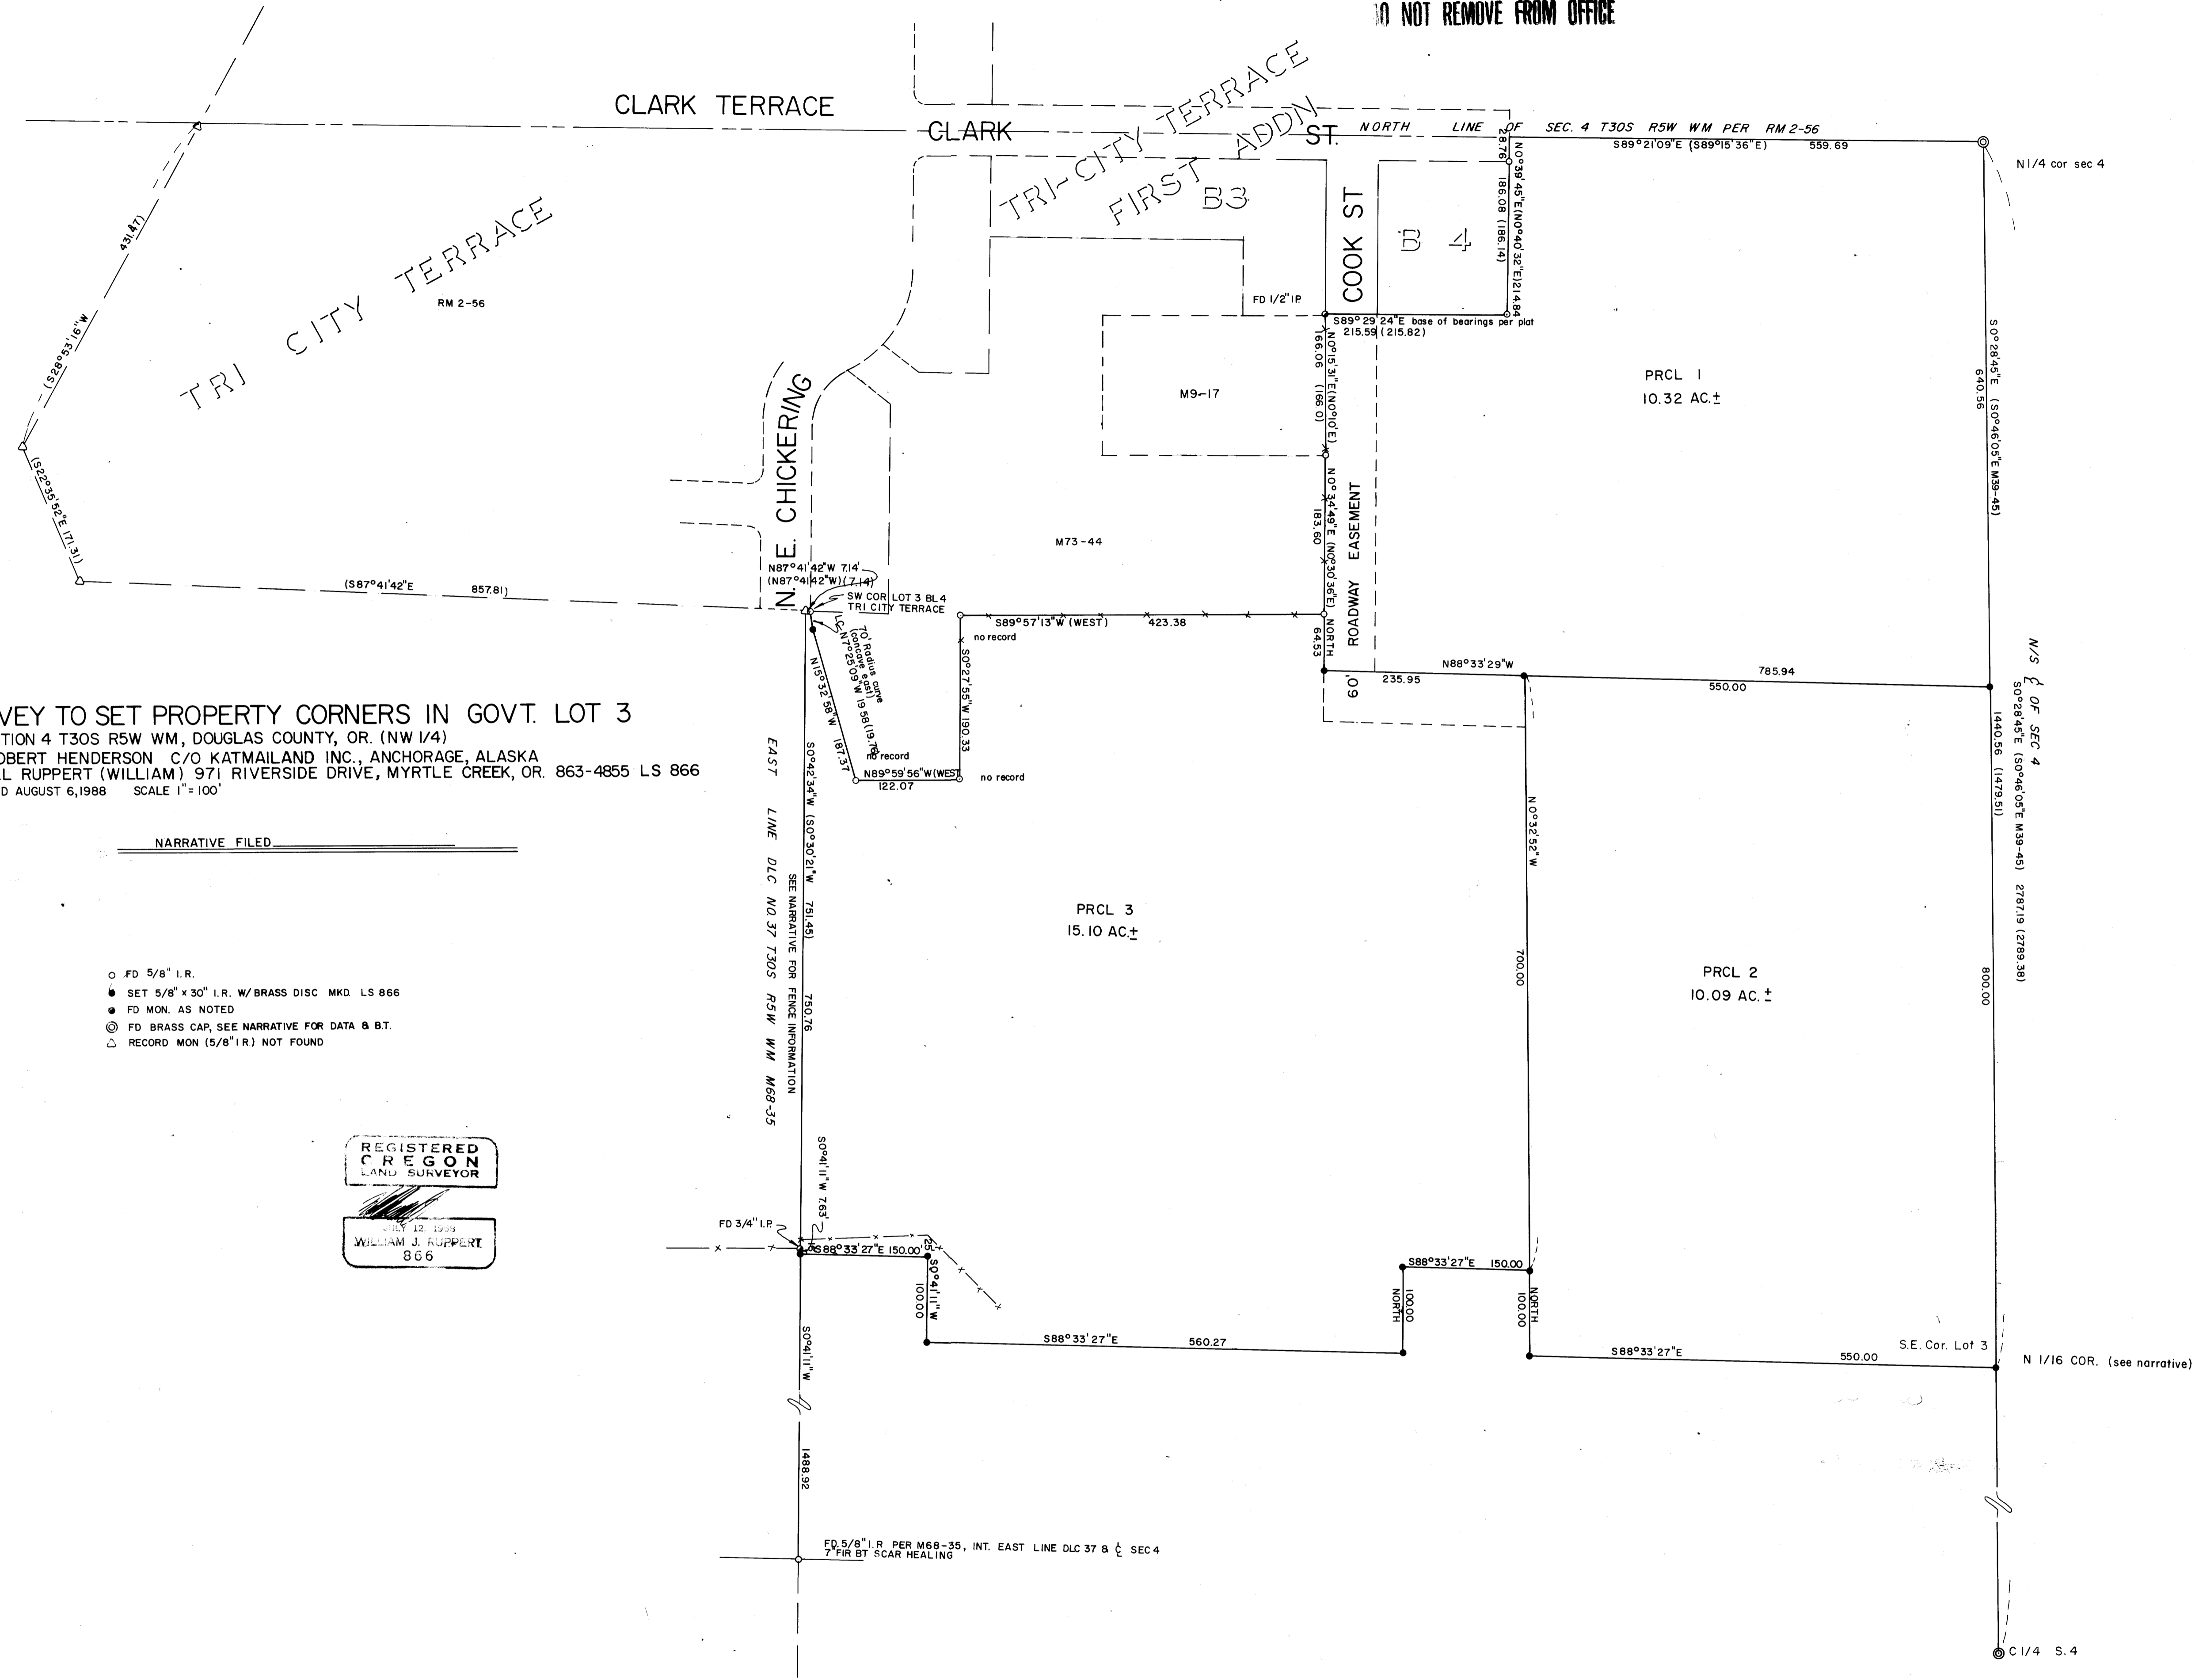 O NOT REMOVE FROM OFFICE
CLARK TERRACE
CLARK ST.
TRI-CITY TERRACE
FIRST ADDN
NORTH LINE OF SEC. 4 T30S R5W WM PER RM 2-56
S89°21'09"E (S89°15'36"E) 559.69
N1/4 cor sec 4
28.76
N0°39'45"E(N0°40'32"E)214.84
186.08 (186.14)
B3
COOK ST
B 4
431.47)
(S28°53'16"W
TRI CITY TERRACE
RM 2-56
FD 1/2" I.P.
S89°29'24"E base of bearings per plat
215.59 (215.82)
N0°15'31"E(N0°10'E)
166.06 (166.0)
M9-17
PRCL 1
10.32 AC.±
S0°28'45"E (S0°46'05"E M39-45)
640.56
N. E. CHICKERING
(S22°35'52"E 171.31)
N0°34'49"E (N0°30'36"E)
183.60
60' ROADWAY EASEMENT
M73-44
(S87°41'42"E 857.81)
N87°41'42"W 7.14'
(N87°41'42"W)(7.14)
SW COR LOT 3 BL 4
TRI CITY TERRACE
S89°57'13"W (WEST) 423.38
no record
NORTH
64.53
70' Radius curve
(concave east)
LC-N7°25'09"W 19.58(19.76)
N15°32'58"W 187.37
S0°27'55"W 190.33
no record
N89°59'56"W(WEST
122.07
no record
N88°33'29"W 785.94
235.95
550.00
N/S ℄ OF SEC 4
S0°28'45"E (S0°46'05"E M39-45) 2787.19 (2789.38)
1440.56 (1479.51)
VEY TO SET PROPERTY CORNERS IN GOVT. LOT 3
TION 4 T30S R5W WM, DOUGLAS COUNTY, OR. (NW 1/4)
OBERT HENDERSON C/O KATMAILAND INC., ANCHORAGE, ALASKA
L RUPPERT (WILLIAM) 971 RIVERSIDE DRIVE, MYRTLE CREEK, OR. 863-4855 LS 866
D AUGUST 6,1988 SCALE 1"=100'
NARRATIVE FILED
EAST LINE DLC NO. 37 T30S R5W WM M68-35
SEE NARRATIVE FOR FENCE INFORMATION
S0°42'34"W (S0°30'21"W 751.45)
750.76
N0°32'52"W
700.00
PRCL 3
15.10 AC.±
PRCL 2
10.09 AC.±
800.00
FD 5/8" I.R.
SET 5/8" x 30" I.R. W/ BRASS DISC MKD. LS 866
FD MON. AS NOTED
FD BRASS CAP, SEE NARRATIVE FOR DATA & B.T.
RECORD MON (5/8" I R) NOT FOUND
REGISTERED
OREGON
LAND SURVEYOR
JULY 12, 1968
WILLIAM J. RUPPERT
866
S0°41'11"W 7.63'
FD 3/4" I.P.
S88°33'27"E 150.00'
25'
S0°41'11"W
100.00
S88°33'27"E 560.27
S88°33'27"E 150.00
NORTH
100.00
NORTH
100.00
S88°33'27"E 550.00
S.E. Cor. Lot 3
N 1/16 COR. (see narrative)
S0°41'11"W
1488.92
FD. 5/8" I.R PER M68-35, INT. EAST LINE DLC 37 & ℄ SEC 4
7" FIR BT SCAR HEALING
C 1/4 S. 4